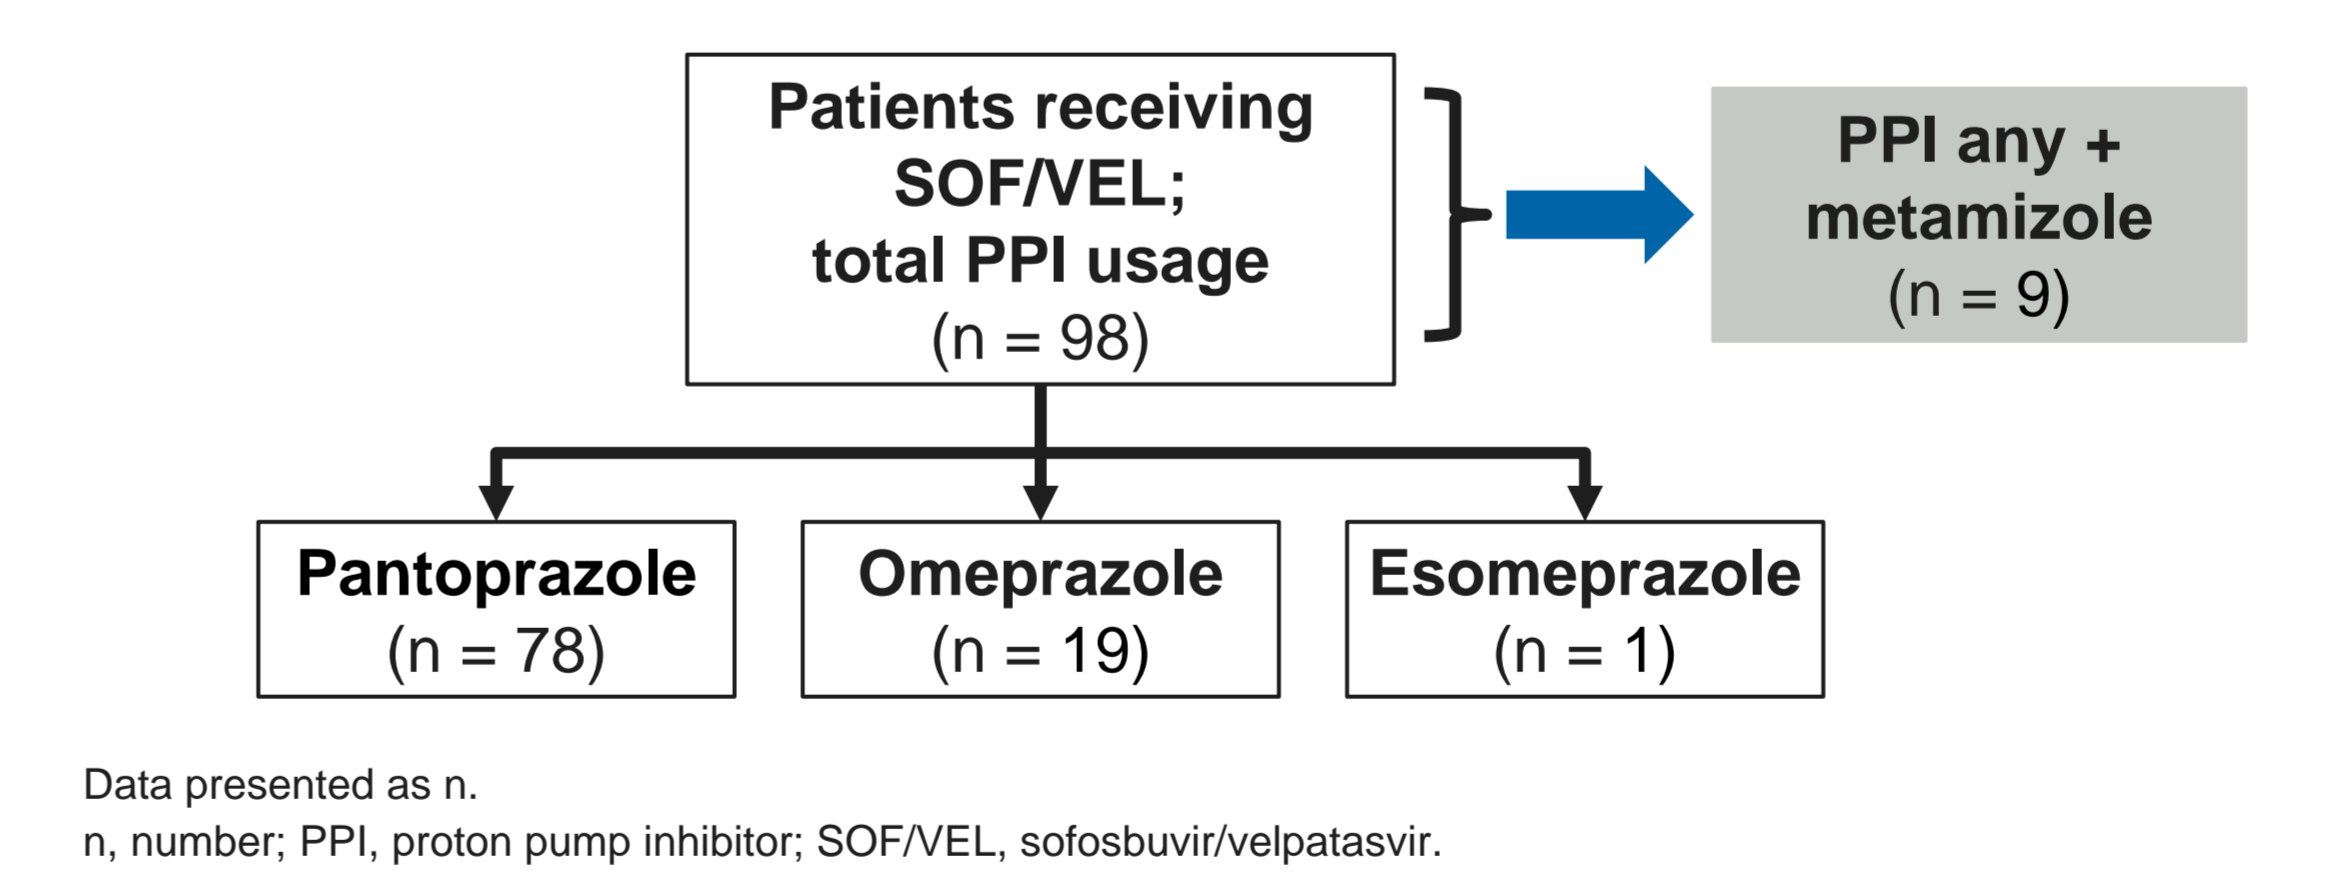 Patients receiving
SOF/VEL;
total PPI usage
(n = 98)
PPI any +
metamizole
(n = 9)
Pantoprazole
(n = 78)
Omeprazole
(n = 19)
Esomeprazole
(n = 1)
Data presented as n.
n, number; PPI, proton pump inhibitor; SOF/VEL, sofosbuvir/velpatasvir.